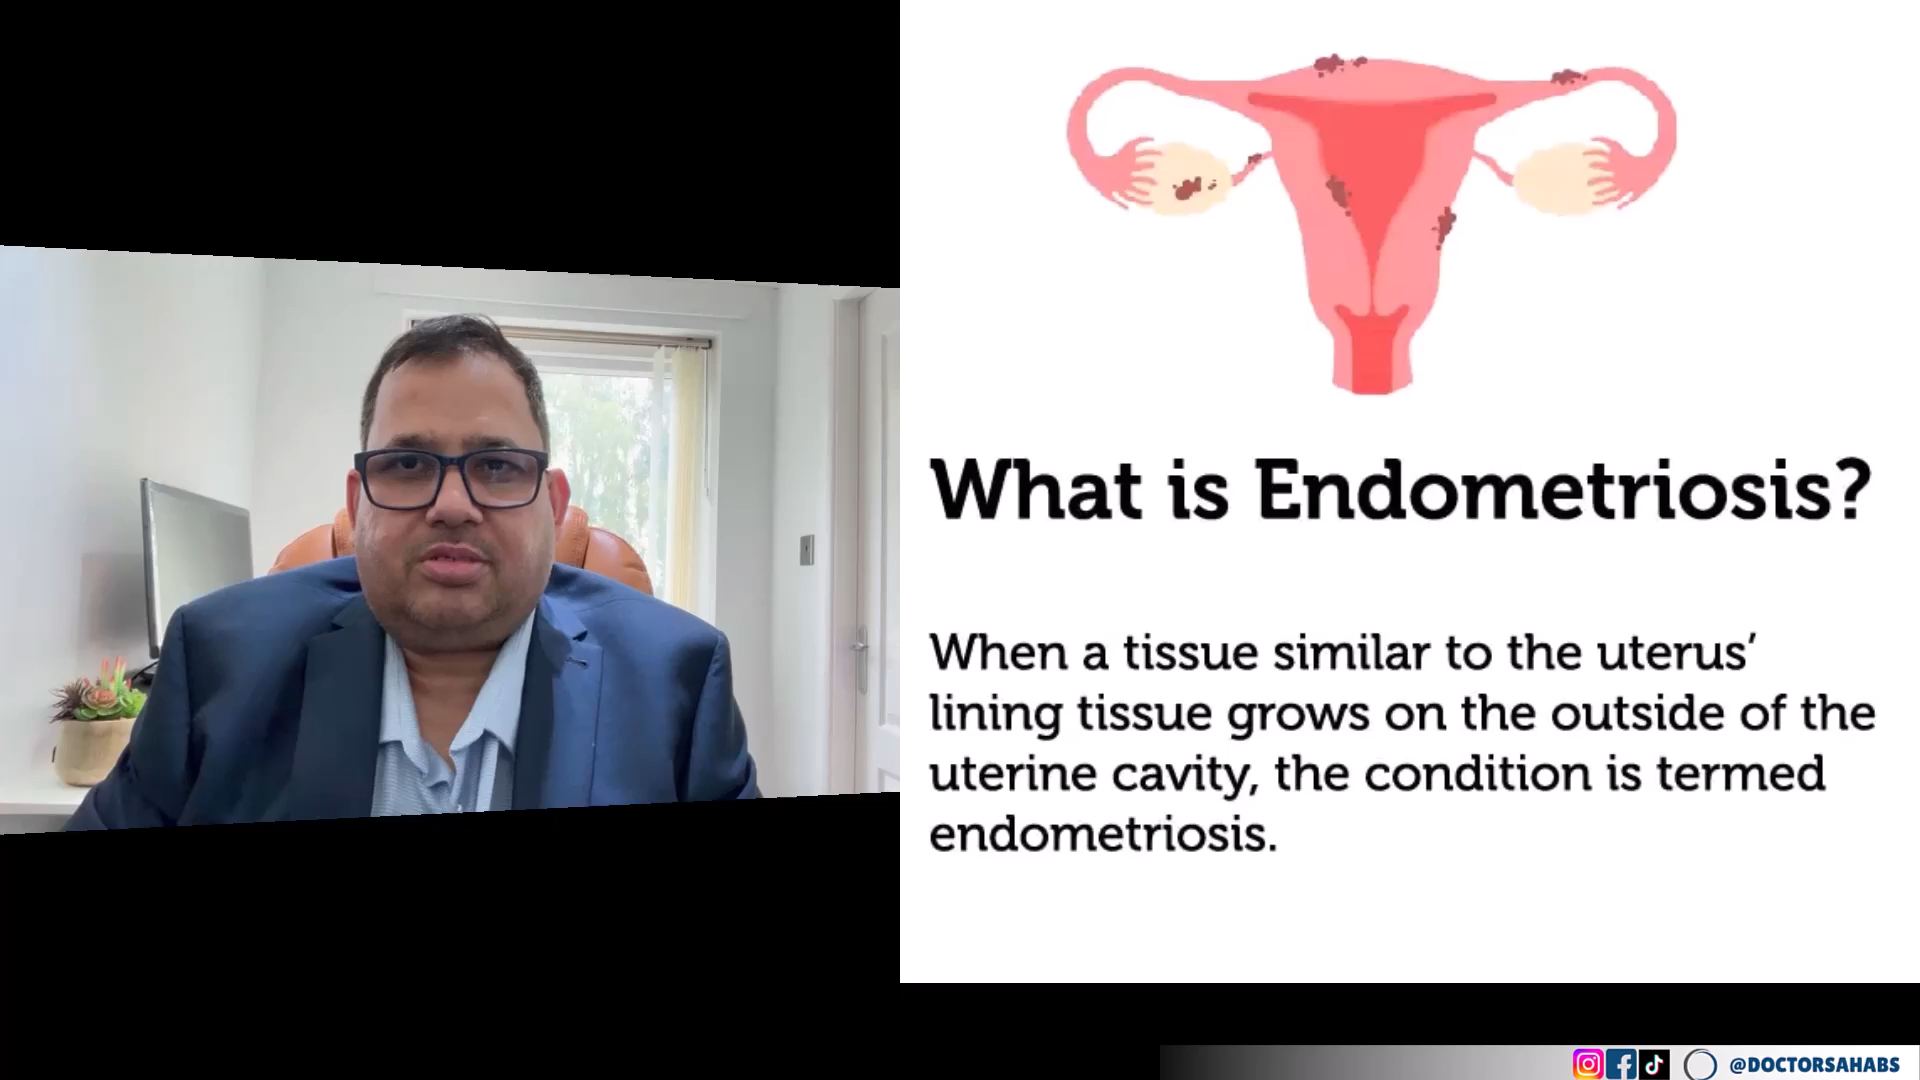 What is Endometriosis?
When a tissue similar to the uterus’
lining tissue grows on the outside of the
uterine cavity, the condition is termed
endometriosis.
@DOCTORSAHABS